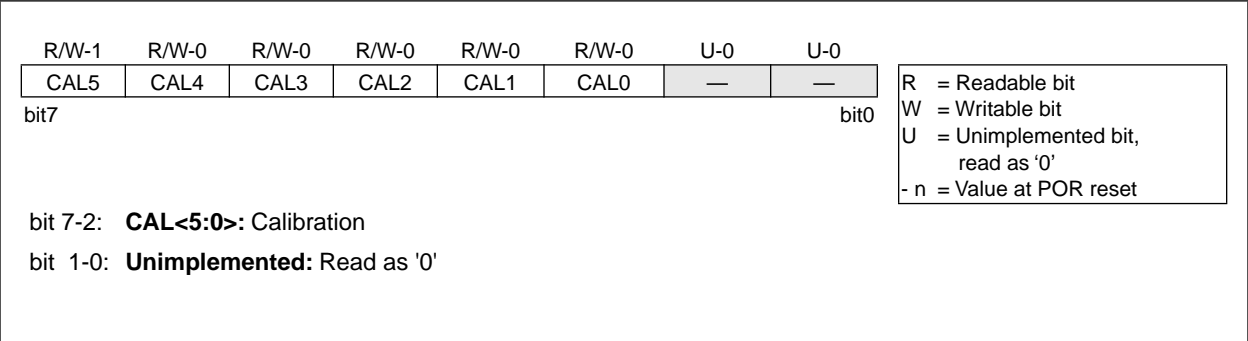 R/W-1 R/W-0 R/W-0 R/W-0 R/W-0 R/W-0 U-0 U-0
CAL5 CAL4 CAL3 CAL2 CAL1 CAL0 — —
bit7 bit0
R = Readable bit
W = Writable bit
U = Unimplemented bit,
read as ‘0’
- n = Value at POR reset
bit 7-2: CAL<5:0>: Calibration
bit 1-0: Unimplemented: Read as '0'